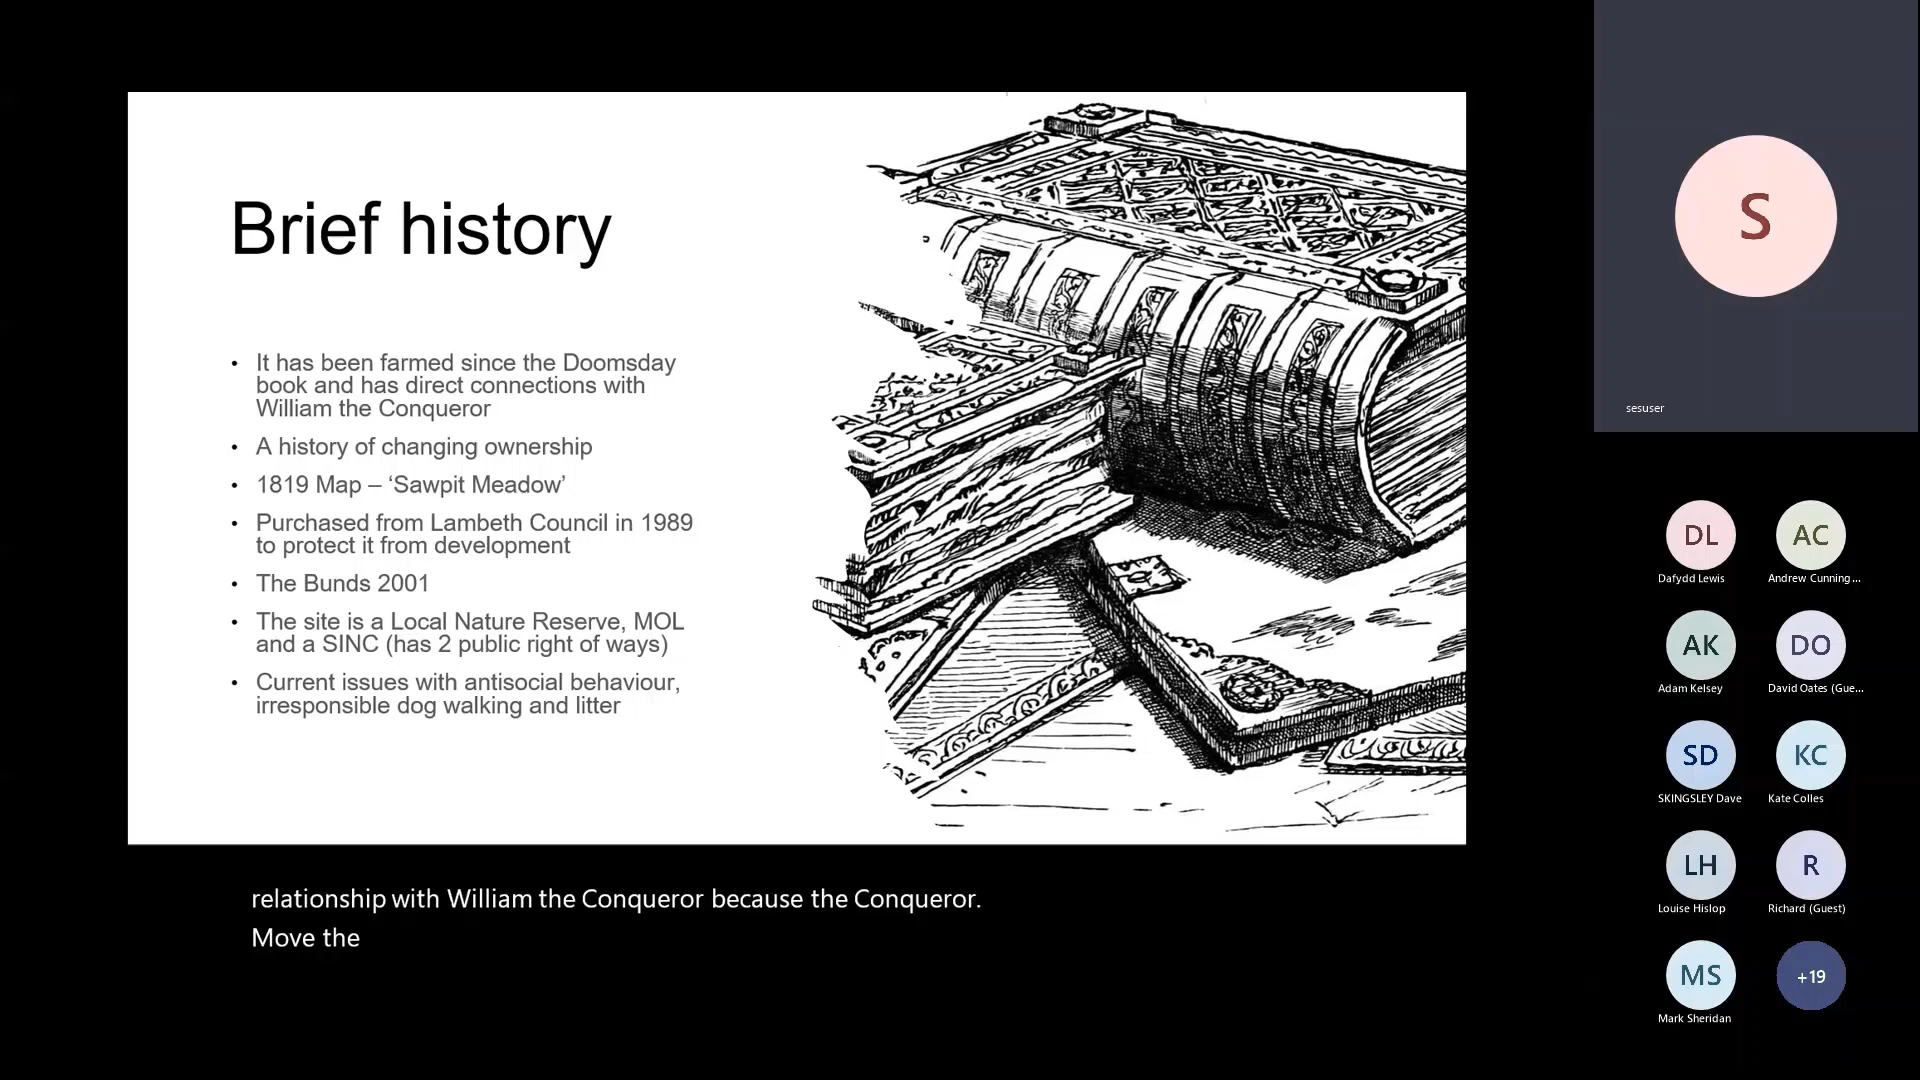 Brief history
• It has been farmed since the Doomsday
book and has direct connections with
William the Conqueror
• A history of changing ownership
• 1819 Map – ‘Sawpit Meadow’
• Purchased from Lambeth Council in 1989
to protect it from development
• The Bunds 2001
• The site is a Local Nature Reserve, MOL
and a SINC (has 2 public right of ways)
• Current issues with antisocial behaviour,
irresponsible dog walking and litter
relationship with William the Conqueror because the Conqueror.
Move the
S
sesuser
DL
Dafydd Lewis
AC
Andrew Cunning...
AK
Adam Kelsey
DO
David Oates (Gue...
SD
SKINGSLEY Dave
KC
Kate Colles
LH
Louise Hislop
R
Richard (Guest)
MS
Mark Sheridan
+19